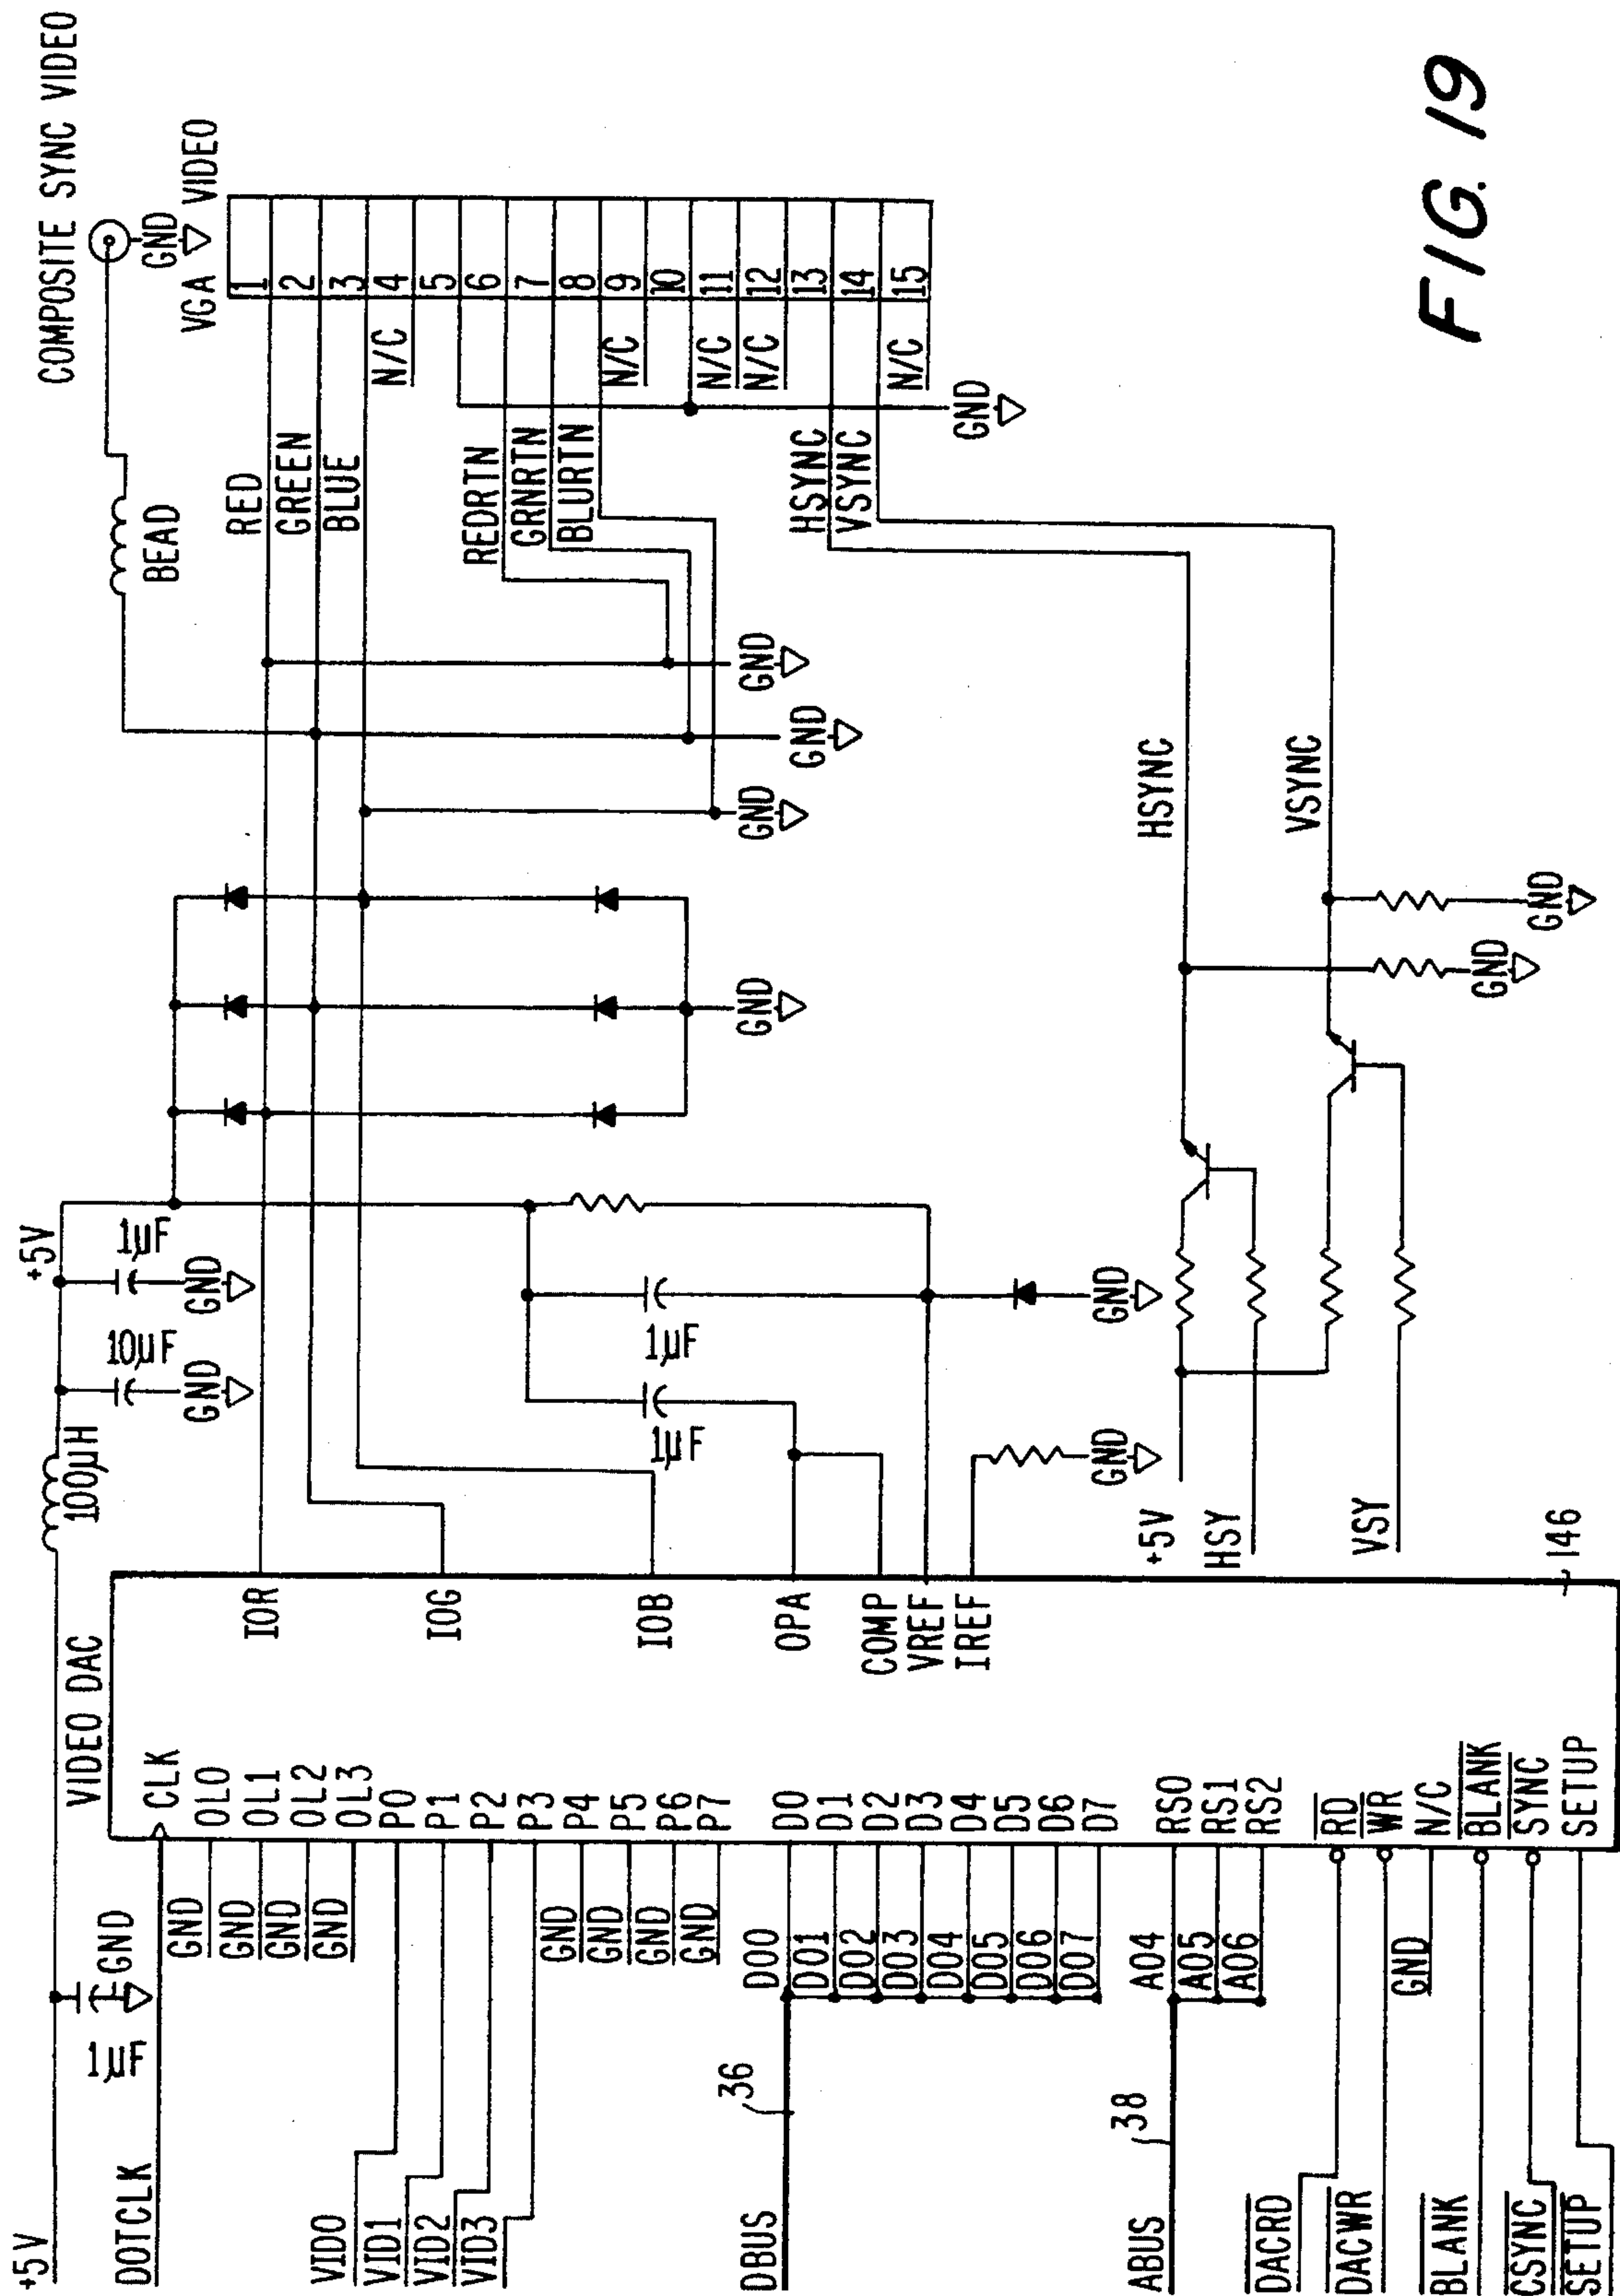 COMPOSITE SYNC VIDEO
GND
VGA VIDEO
BEAD
1
2
3
4
5
6
7
8
9
10
11
12
13
14
15
RED
GREEN
BLUE
N/C
REDRTN
GRNRTN
BLURTN
N/C
N/C
N/C
HSYNC
VSYNC
N/C
GND
GND
GND
GND
GND
+5V
1µF
GND
10µF
GND
100µH
1µF
1µF
GND
GND
HSYNC
VSYNC
GND
GND
+5V
HSY
VSY
146
VIDEO DAC
IOR
IOG
IOB
OPA
COMP
VREF
IREF
CLK
OL0
OL1
OL2
OL3
P0
P1
P2
P3
P4
P5
P6
P7
D0
D1
D2
D3
D4
D5
D6
D7
RS0
RS1
RS2
RD
WR
N/C
BLANK
SYNC
SETUP
+5V
1µF
GND
DOTCLK
GND
GND
GND
GND
VID0
VID1
VID2
VID3
GND
GND
GND
GND
DBUS
36
D00
D01
D02
D03
D04
D05
D06
D07
ABUS
38
A04
A05
A06
DACRD
DACWR
GND
BLANK
CSYNC
SETUP
FIG. 19